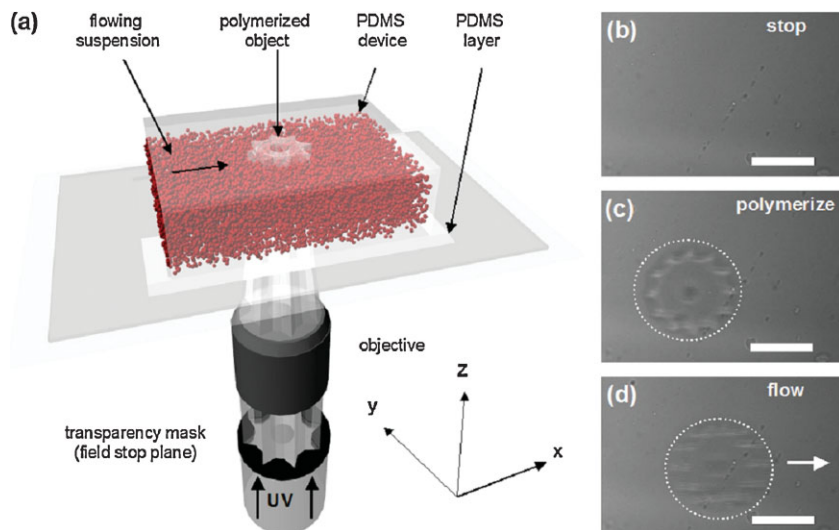 (a)
flowing
suspension
polymerized
object
PDMS
device
PDMS
layer
objective
transparency mask
(field stop plane)
UV
y
z
x
(b)
stop
(c)
polymerize
(d)
flow